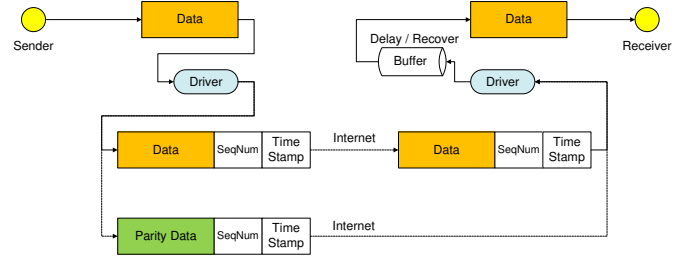 Data
Data
Sender
Delay / Recover
Receiver
Buffer
Driver
Driver
Data
SeqNum
Time
Stamp
Internet
Data
SeqNum
Time
Stamp
Parity Data
SeqNum
Time
Stamp
Internet